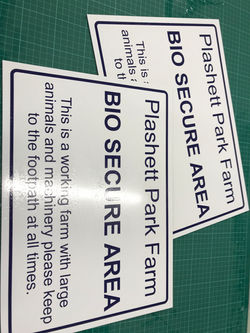 Plashett Park Farm
BIO SECURE AREA
This is a working farm with large
animals and machinery please keep
to the footpath at all times.
Plashett Park Farm
BIO SECURE AREA
This is a
animals a
to th